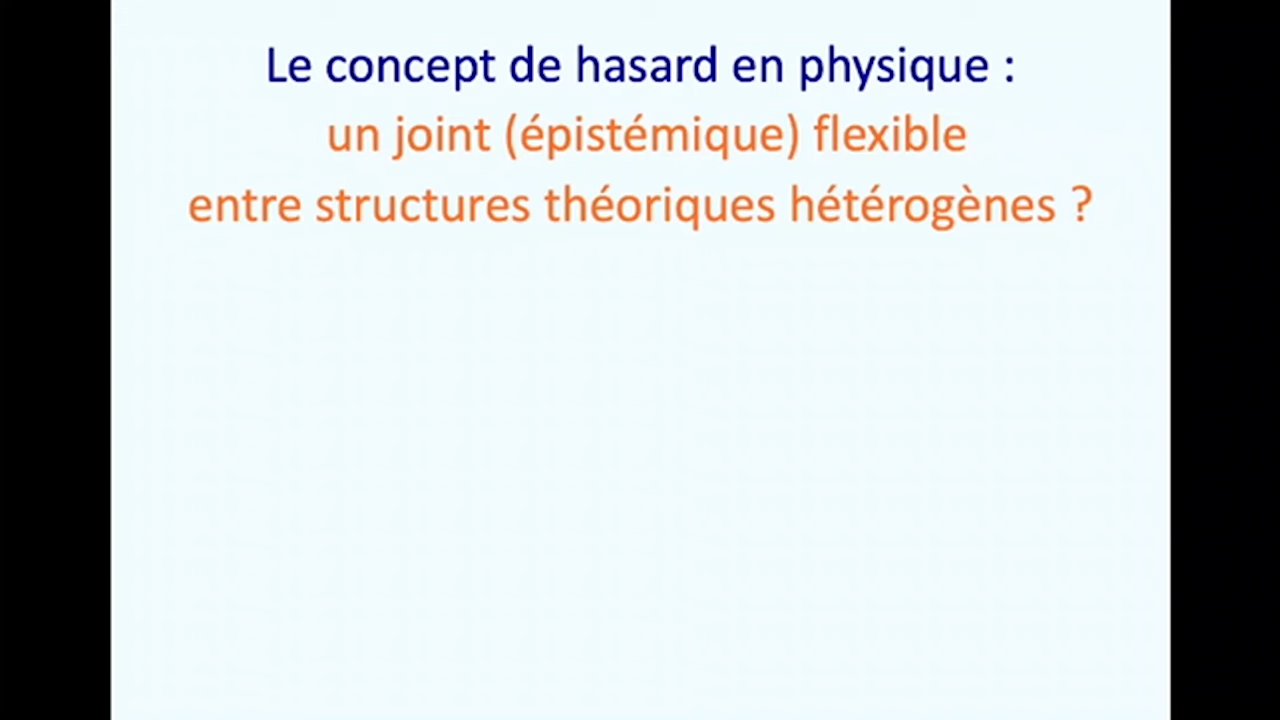 Le concept de hasard en physique :
un joint (épistémique) flexible
entre structures théoriques hétérogènes ?